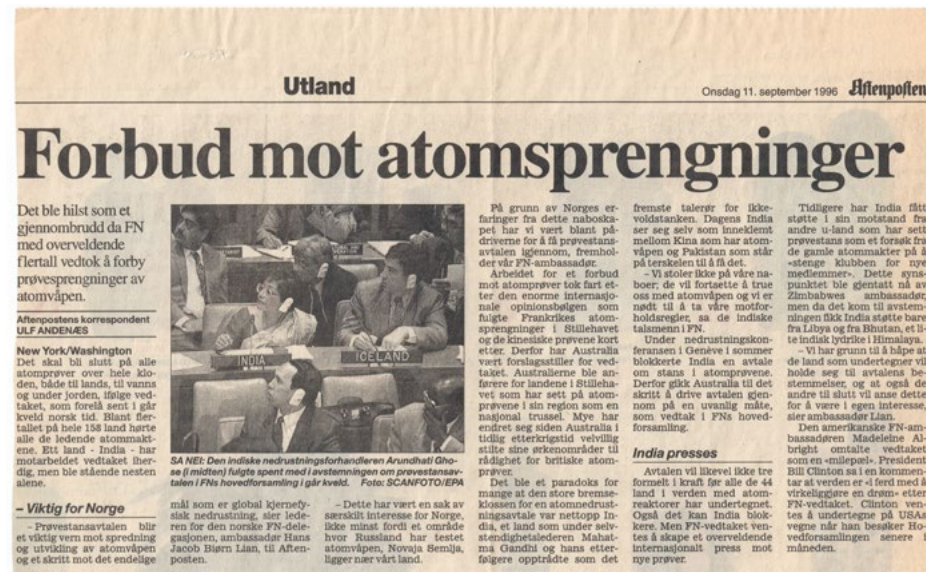 Utland
Onsdag 11. september 1996 Aftenposten
Forbud mot atomsprengninger
Det ble hilst som et
gjennombrudd da FN
med overveldende
flertall vedtok å forby
prøvesprengninger av
atomvåpen.
Aftenpostens korrespondent
ULF ANDENÆS
New York/Washington
Det skal bli slutt på alle
atomprøver over hele klo-
den, både til lands, til vanns
og under jorden, ifølge ved-
taket, som forelå sent i går
kveld norsk tid. Blant fler-
tallet på hele 158 land hørte
alle de ledende atommakt-
ene. Ett land - India - har
motarbeidet vedtaket iher-
dig, men ble stående nesten
alene.
– Viktig for Norge
– Prøvestansavtalen blir
et viktig vern mot spredning
og utvikling av atomvåpen
og et skritt mot det endelige
INDIA
ICELAND
SA NEI: Den indiske nedrustningsforhandleren Arundhati Gho-
se (i midten) fulgte spent med i avstemningen om prøvestansav-
talen i FNs hovedforsamling i går kveld. Foto: SCANFOTO/EPA
mål som er global kjernefy-
sisk nedrustning, sier lede-
ren for den norske FN-dele-
gasjonen, ambassadør Hans
Jacob Biørn Lian, til Aften-
posten.
– Dette har vært en sak av
særskilt interesse for Norge,
ikke minst fordi et område
hvor Russland har testet
atomvåpen, Novaja Semlja,
ligger nær vårt land.
På grunn av Norges er-
faringer fra dette naboska-
pet har vi vært blant på-
driverne for å få prøvestans-
avtalen igjennom, fremhol-
der vår FN-ambassadør.
Arbeidet for et forbud
mot atomprøver tok fart et-
ter den enorme internasjo-
nale opinionsbølgen som
fulgte Frankrikes atom-
sprengninger i Stillehavet
og de kinesiske prøvene kort
etter. Derfor har Australia
vært forslagsstiller for ved-
taket. Australierne ble an-
førere for landene i Stilleha-
vet som har sett på atom-
prøvene i sin region som en
nasjonal trussel. Mye har
endret seg siden Australia i
tidlig etterkrigstid velvillig
stilte sine ørkenområder til
rådighet for britiske atom-
prøver.
Det ble et paradoks for
mange at den store bremse-
klossen for en atomnedrust-
ningsavtale var nettopp In-
dia, et land som under selv-
stendighetslederen Mahat-
ma Gandhi og hans etter-
følgere opptrådte som det
fremste talerør for ikke-
voldstanken. Dagens India
ser seg selv som inneklemt
mellom Kina som har atom-
våpen og Pakistan som står
på terskelen til å få det.
– Vi stoler ikke på våre na-
boer; de vil fortsette å true
oss med atomvåpen og vi er
nødt til å ta våre motfor-
holdsregler, sa de indiske
talsmenn i FN.
Under nedrustningskon-
feransen i Genève i sommer
blokkerte India en avtale
om stans i atomprøvene.
Derfor gikk Australia til det
skritt å drive avtalen gjen-
nom på en uvanlig måte,
som vedtak i FNs hoved-
forsamling.
India presses
Avtalen vil likevel ikke tre
formelt i kraft før alle de 44
land i verden med atom-
reaktorer har undertegnet.
Også det kan India blok-
kere. Men FN-vedtaket ven-
tes å skape et overveldende
internasjonalt press mot
nye prøver.
Tidligere har India fått
støtte i sin motstand fra
andre u-land som har sett
prøvestans som et forsøk fra
de gamle atommakter på å
«stenge klubben for nye
medlemmer». Dette syns-
punktet ble gjentatt nå av
Zimbabwes ambassadør,
men da det kom til avstem-
ningen fikk India støtte bare
fra Libya og fra Bhutan, et li-
te indisk lydrike i Himalaya.
– Vi har grunn til å håpe at
de land som undertegner vil
holde seg til avtalens be-
stemmelser, og at også de
andre til slutt vil anse dette
for å være i egen interesse,
sier ambassadør Lian.
Den amerikanske FN-am-
bassadøren Madeleine Al-
bright omtalte vedtaket
som en «milepæl». President
Bill Clinton sa i en kommen-
tar at verden er «i ferd med å
virkeliggjøre en drøm» etter
FN-vedtaket. Clinton ven-
tes å undertegne på USAs
vegne når han besøker Ho-
vedforsamlingen senere i
måneden.